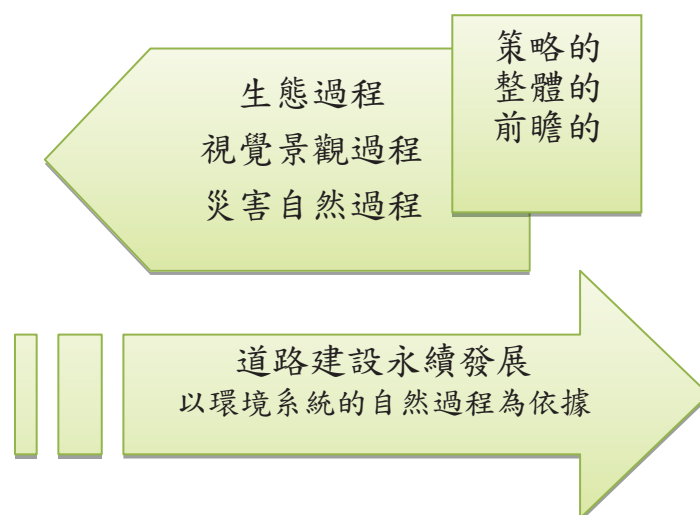 生態過程
視覺景觀過程
災害自然過程
策略的
整體的
前瞻的
道路建設永續發展
以環境系統的自然過程為依據